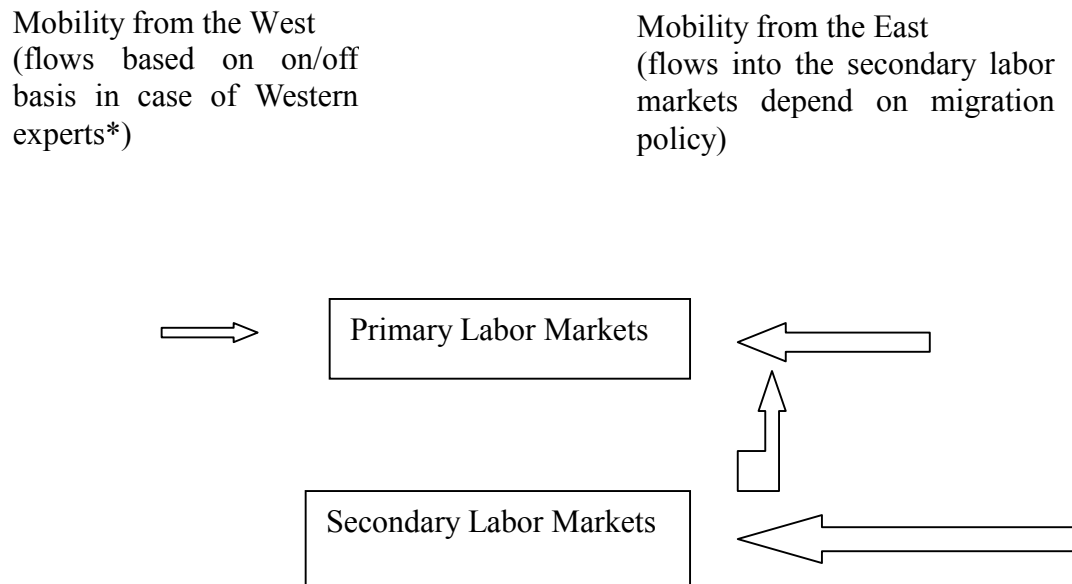 Mobility from the West
(flows based on on/off
basis in case of Western
experts*)
Mobility from the East
(flows into the secondary labor
markets depend on migration
policy)
Primary Labor Markets
Secondary Labor Markets